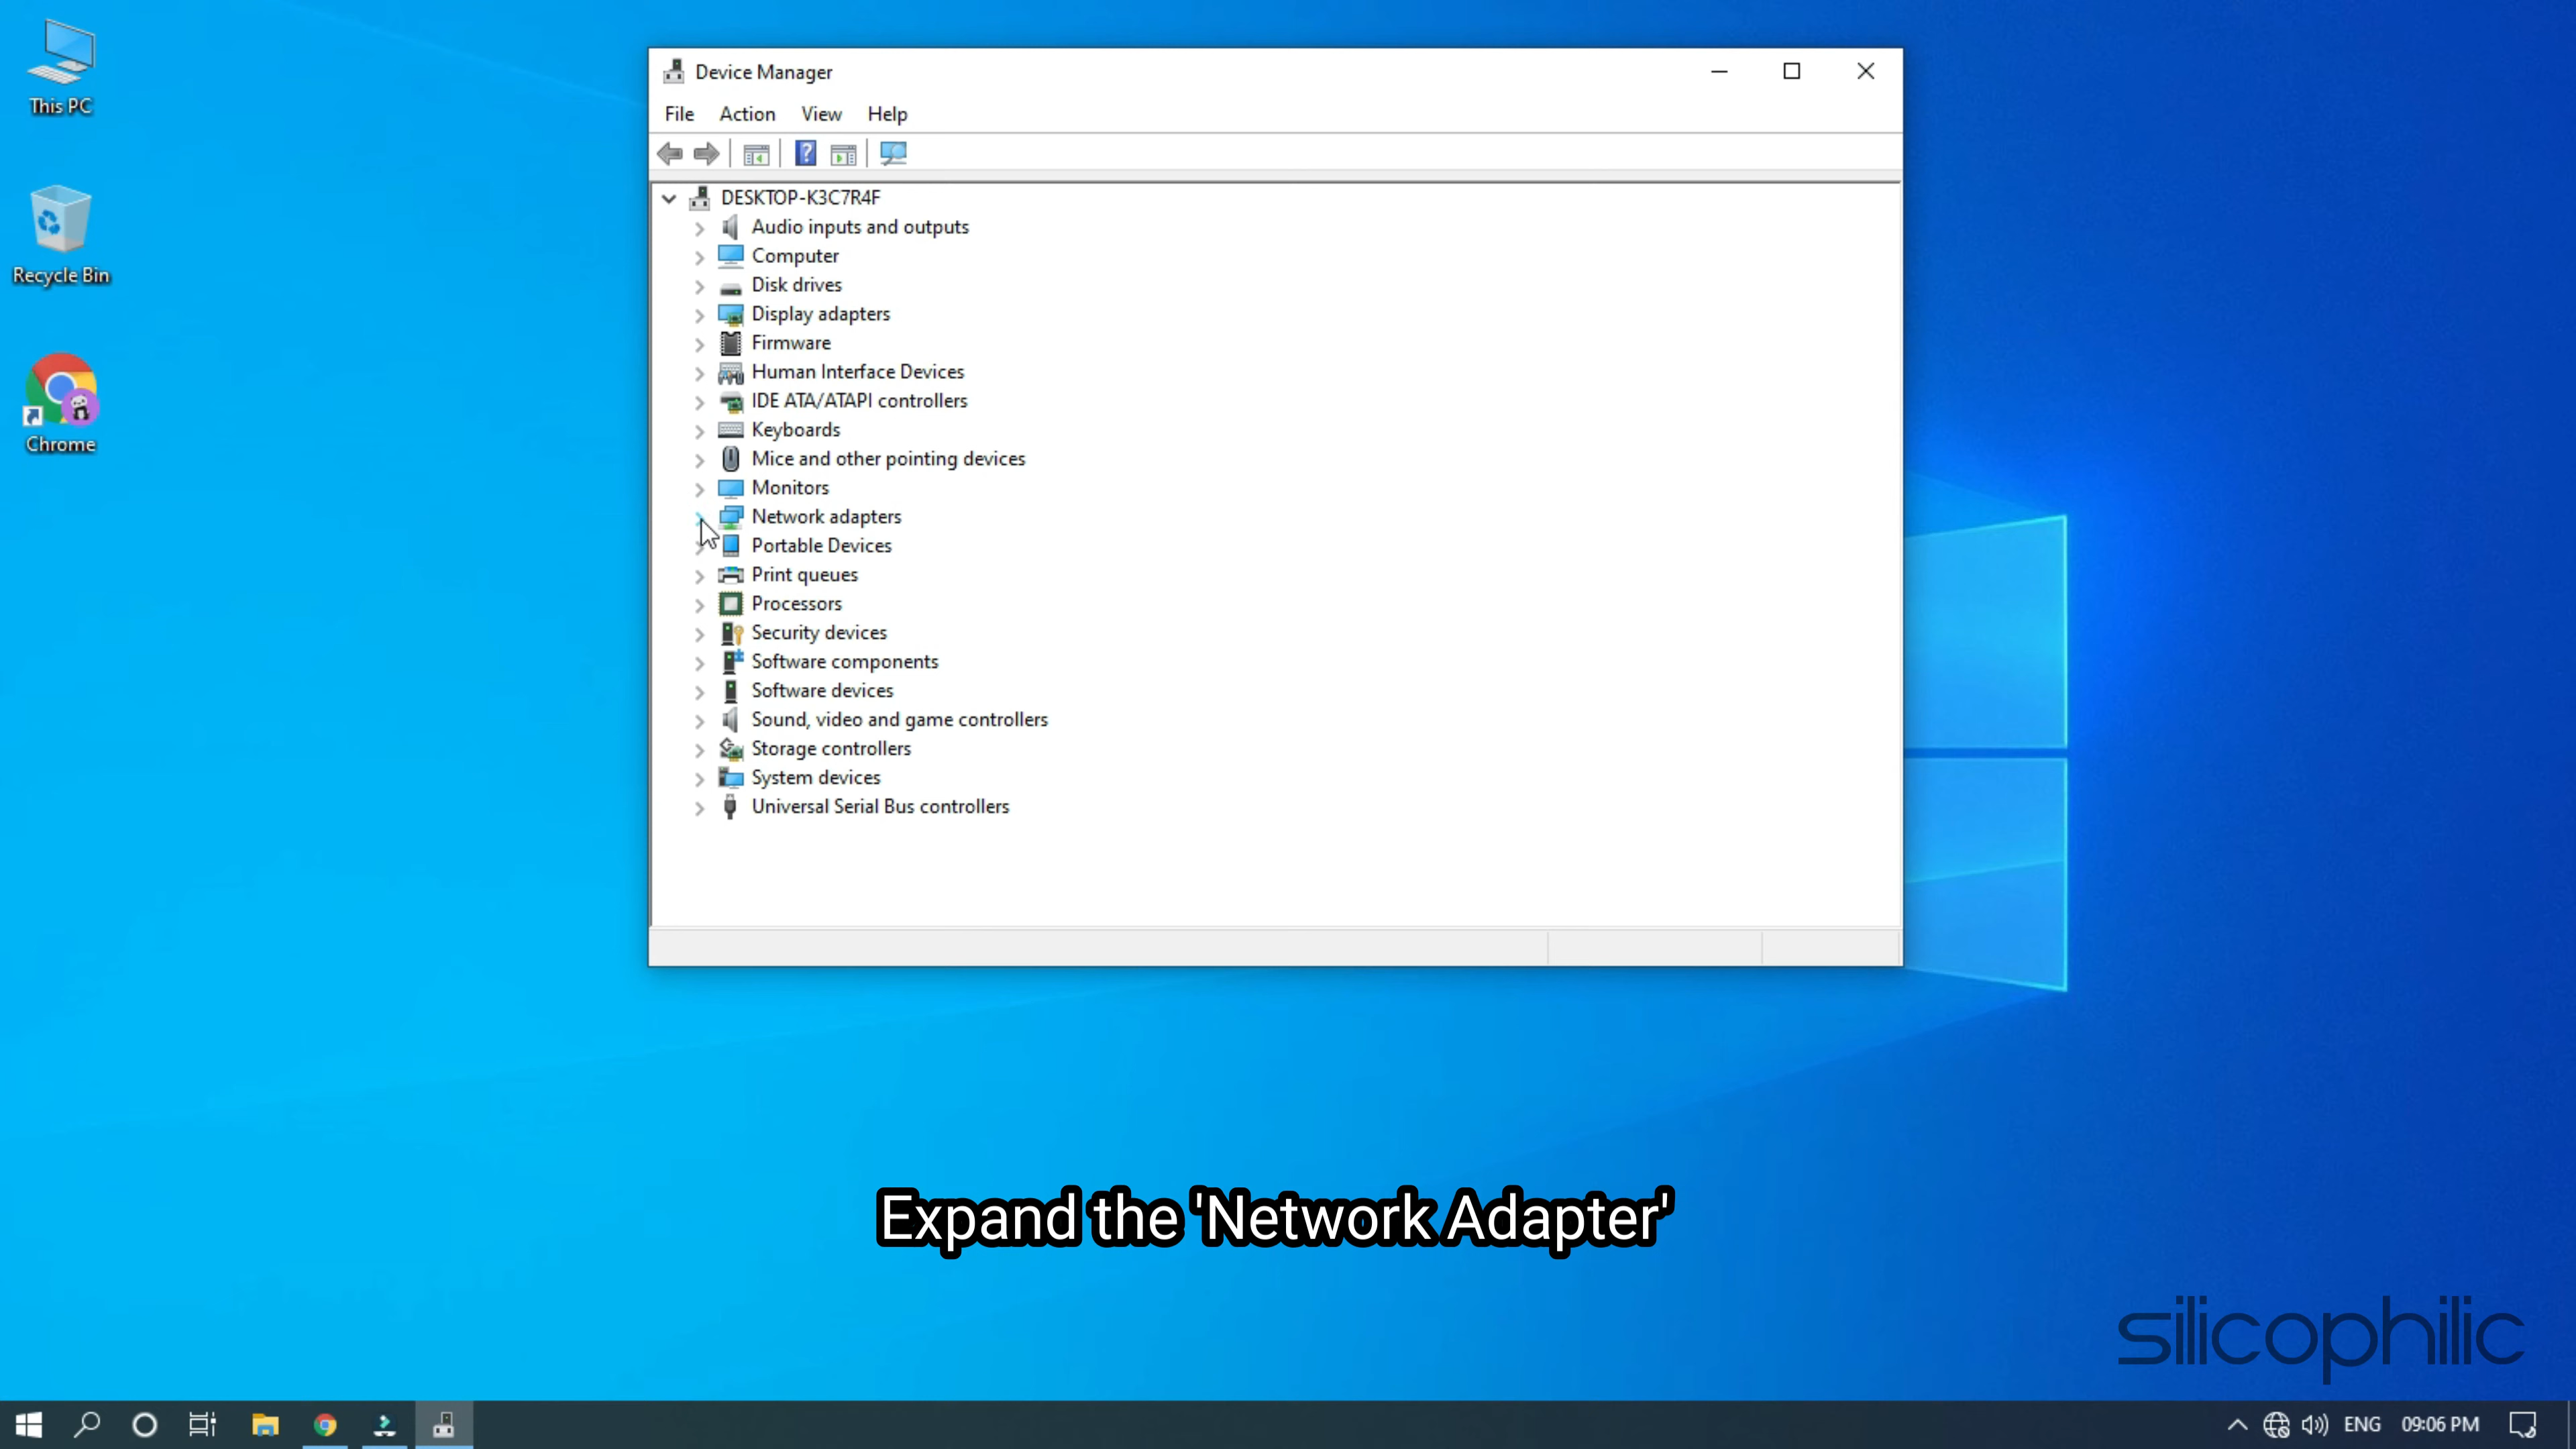 This PC
Recycle Bin
Chrome
Device Manager
File Action View Help
DESKTOP-K3C7R4F
Audio inputs and outputs
Computer
Disk drives
Display adapters
Firmware
Human Interface Devices
IDE ATA/ATAPI controllers
Keyboards
Mice and other pointing devices
Monitors
Network adapters
Portable Devices
Print queues
Processors
Security devices
Software components
Software devices
Sound, video and game controllers
Storage controllers
System devices
Universal Serial Bus controllers
Expand the 'Network Adapter'
silicophilic
ENG 09:06 PM